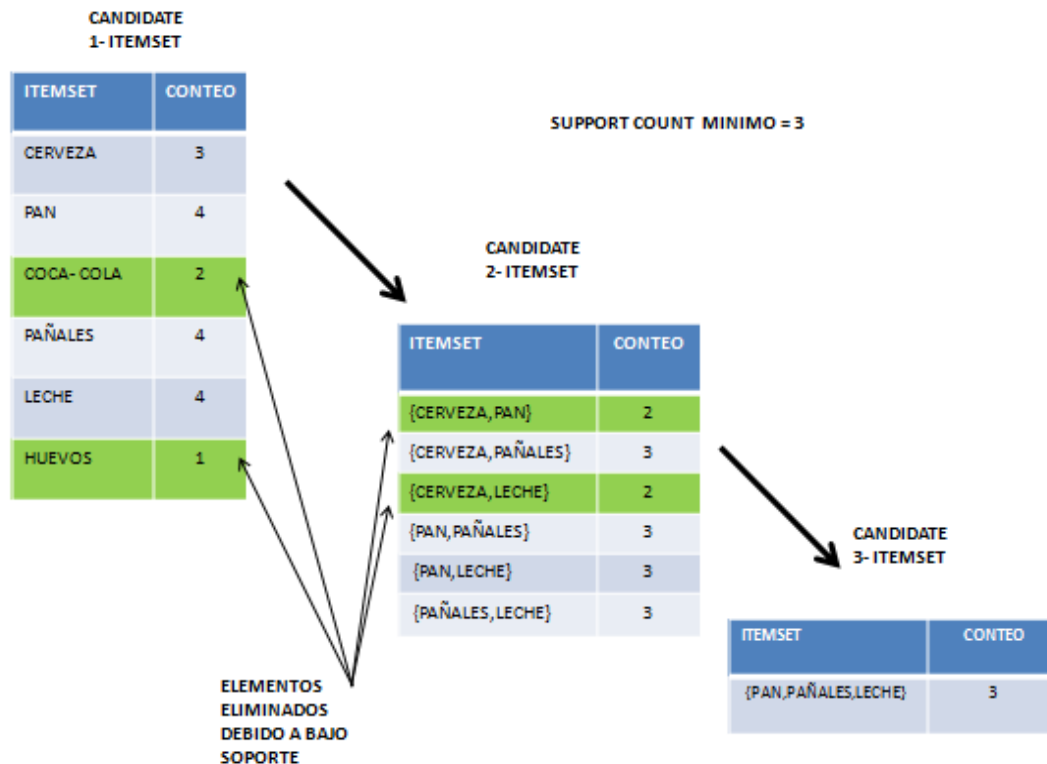 CANDIDATE
1- ITEMSET
ITEMSET CONTEO
CERVEZA 3
PAN 4
COCA- COLA 2
PAÑALES 4
LECHE 4
HUEVOS 1
SUPPORT COUNT MINIMO = 3
CANDIDATE
2- ITEMSET
ITEMSET CONTEO
{CERVEZA,PAN} 2
{CERVEZA,PAÑALES} 3
{CERVEZA,LECHE} 2
{PAN,PAÑALES} 3
{PAN,LECHE} 3
{PAÑALES,LECHE} 3
CANDIDATE
3- ITEMSET
ITEMSET CONTEO
{PAN,PAÑALES,LECHE} 3
ELEMENTOS
ELIMINADOS
DEBIDO A BAJO
SOPORTE